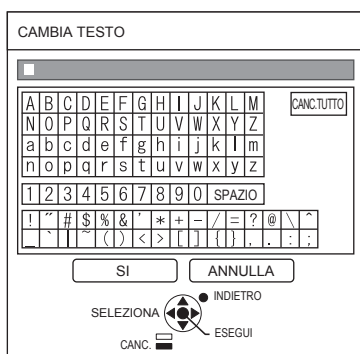 CAMBIA TESTO
A B C D E F G H I J K L M CANC.TUTTO
N O P Q R S T U V W X Y Z
a b c d e f g h i j k l m
n o p q r s t u v w x y z
1 2 3 4 5 6 7 8 9 0 SPAZIO
! " # $ % & ' * + - / = ? @ \ ^
_ ` | ~ ( ) < > [ ] { } , . : ;
SI ANNULLA
INDIETRO
SELEZIONA
ESEGUI
CANC.